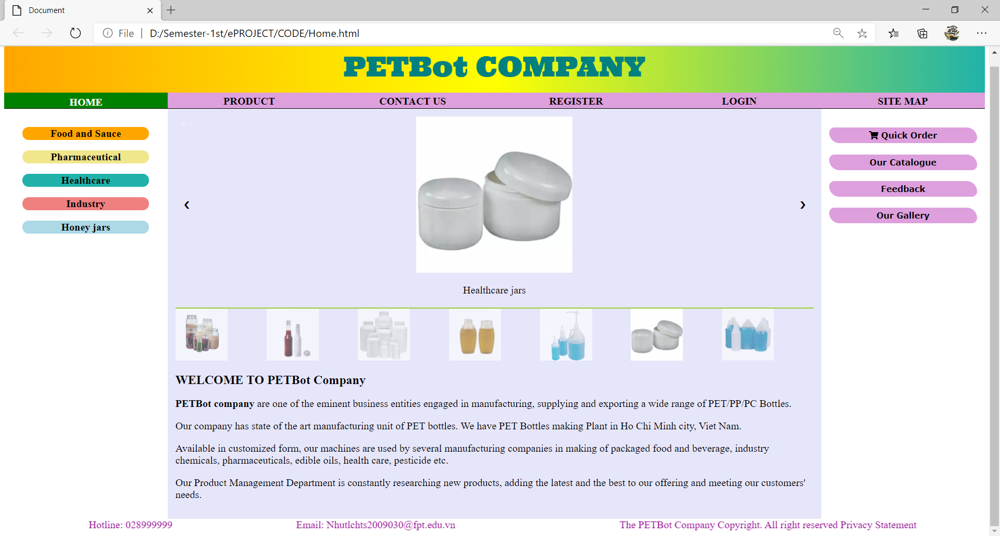 Document
File
D:/Semester-1st/ePROJECT/CODE/Home.html
PETBot COMPANY
HOME PRODUCT CONTACT US REGISTER LOGIN SITE MAP
Food and Sauce
Pharmaceutical
Healthcare
Industry
Honey jars
6 / 7
❮ ❯
Healthcare jars
Quick Order
Our Catalogue
Feedback
Our Gallery
WELCOME TO PETBot Company
PETBot company are one of the eminent business entities engaged in manufacturing, supplying and exporting a wide range of PET/PP/PC Bottles.
Our company has state of the art manufacturing unit of PET bottles. We have PET Bottles making Plant in Ho Chi Minh city, Viet Nam.
Available in customized form, our machines are used by several manufacturing companies in making of packaged food and beverage, industry
chemicals, pharmaceuticals, edible oils, health care, pesticide etc.
Our Product Management Department is constantly researching new products, adding the latest and the best to our offering and meeting our customers'
needs.
Hotline: 028999999 Email: Nhutlchts2009030@fpt.edu.vn The PETBot Company Copyright. All right reserved Privacy Statement